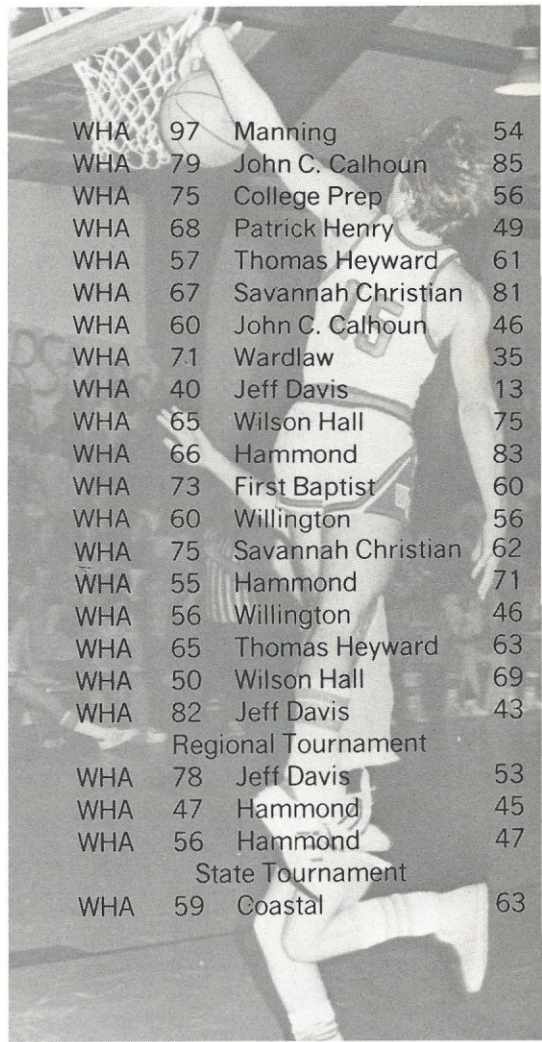 WHA 97 Manning 54
WHA 79 John C. Calhoun 85
WHA 75 College Prep 56
WHA 68 Patrick Henry 49
WHA 57 Thomas Heyward 61
WHA 67 Savannah Christian 81
WHA 60 John C. Calhoun 46
WHA 71 Wardlaw 35
WHA 40 Jeff Davis 13
WHA 65 Wilson Hall 75
WHA 66 Hammond 83
WHA 73 First Baptist 60
WHA 60 Willington 56
WHA 75 Savannah Christian 62
WHA 55 Hammond 71
WHA 56 Willington 46
WHA 65 Thomas Heyward 63
WHA 50 Wilson Hall 69
WHA 82 Jeff Davis 43
Regional Tournament
WHA 78 Jeff Davis 53
WHA 47 Hammond 45
WHA 56 Hammond 47
State Tournament
WHA 59 Coastal 63